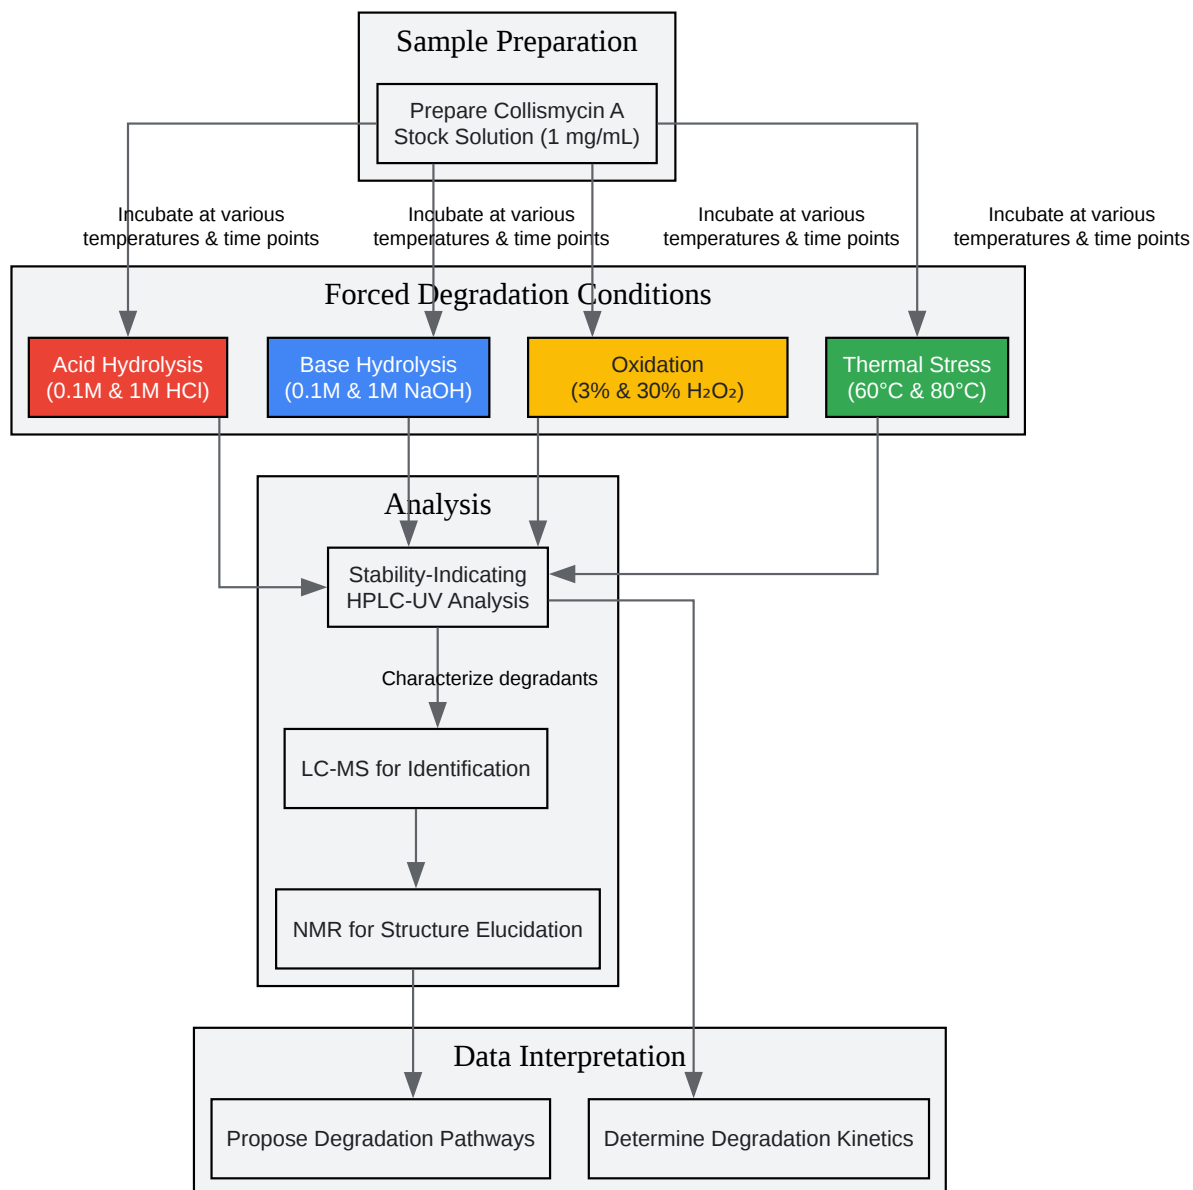 Sample Preparation
Prepare Collismycin A
Stock Solution (1 mg/mL)
Incubate at various
temperatures & time points
Incubate at various
temperatures & time points
Incubate at various
temperatures & time points
Incubate at various
temperatures & time points
Forced Degradation Conditions
Acid Hydrolysis
(0.1M & 1M HCl)
Base Hydrolysis
(0.1M & 1M NaOH)
Oxidation
(3% & 30% H₂O₂)
Thermal Stress
(60°C & 80°C)
Analysis
Stability-Indicating
HPLC-UV Analysis
Characterize degradants
LC-MS for Identification
NMR for Structure Elucidation
Data Interpretation
Propose Degradation Pathways
Determine Degradation Kinetics